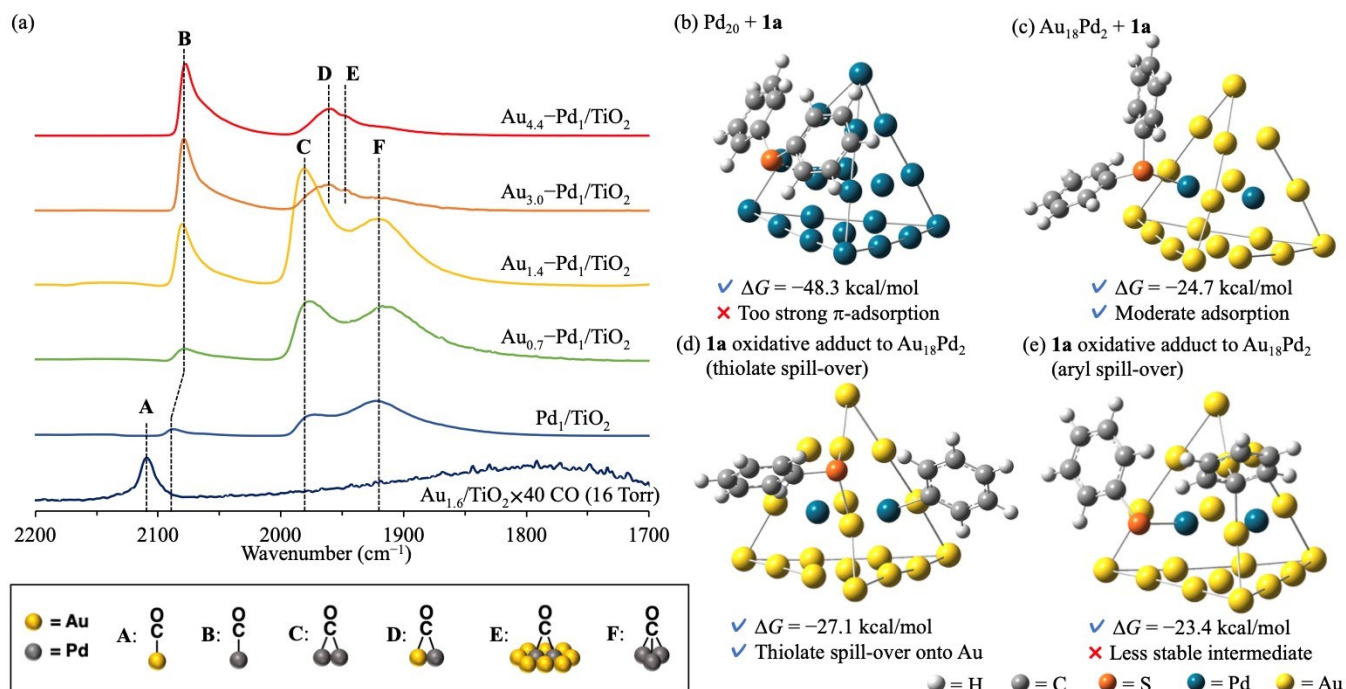 (a)
B
D
E
Au₄.₄−Pd₁/TiO₂
C
F
Au₃.₀−Pd₁/TiO₂
Au₁.₄−Pd₁/TiO₂
Au₀.₇−Pd₁/TiO₂
A
Pd₁/TiO₂
Au₁.₆/TiO₂×40 CO (16 Torr)
2200 2100 2000 1900 1800 1700
Wavenumber (cm⁻¹)
= Au
= Pd
A: O C
B: O C
C: O C
D: O C
E: O C
F: O C
(b) Pd₂₀ + 1a
✓ ΔG = −48.3 kcal/mol
✕ Too strong π-adsorption
(c) Au₁₈Pd₂ + 1a
✓ ΔG = −24.7 kcal/mol
✓ Moderate adsorption
(d) 1a oxidative adduct to Au₁₈Pd₂
(thiolate spill-over)
✓ ΔG = −27.1 kcal/mol
✓ Thiolate spill-over onto Au
(e) 1a oxidative adduct to Au₁₈Pd₂
(aryl spill-over)
✓ ΔG = −23.4 kcal/mol
✕ Less stable intermediate
= H = C = S = Pd = Au